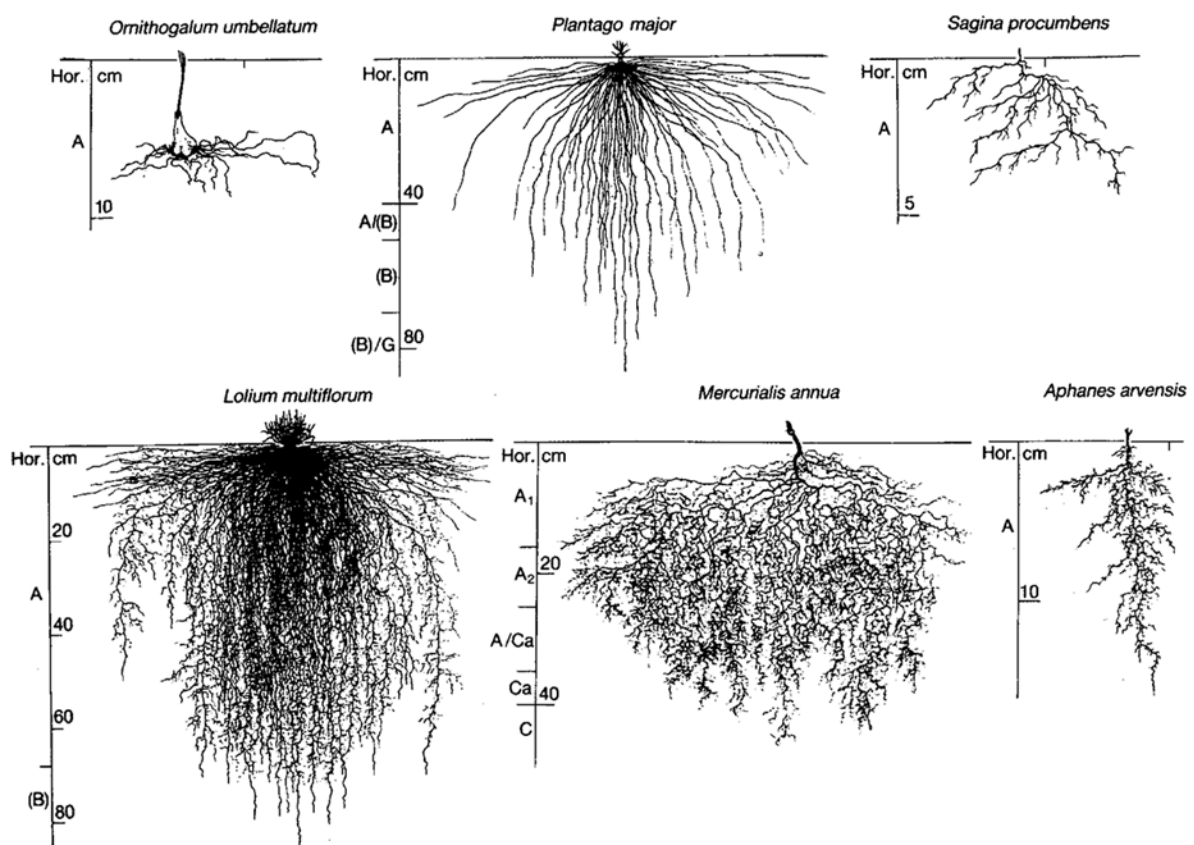 Ornithogalum umbellatum
Hor. cm
A
10
Plantago major
Hor. cm
A
40
A/(B)
(B)
(B)/G
80
Sagina procumbens
Hor. cm
A
5
Lolium multiflorum
Hor. cm
20
A
40
60
(B)
80
Mercurialis annua
Hor. cm
A₁
20
A₂
A/Ca
Ca
40
C
Aphanes arvensis
Hor. cm
A
10